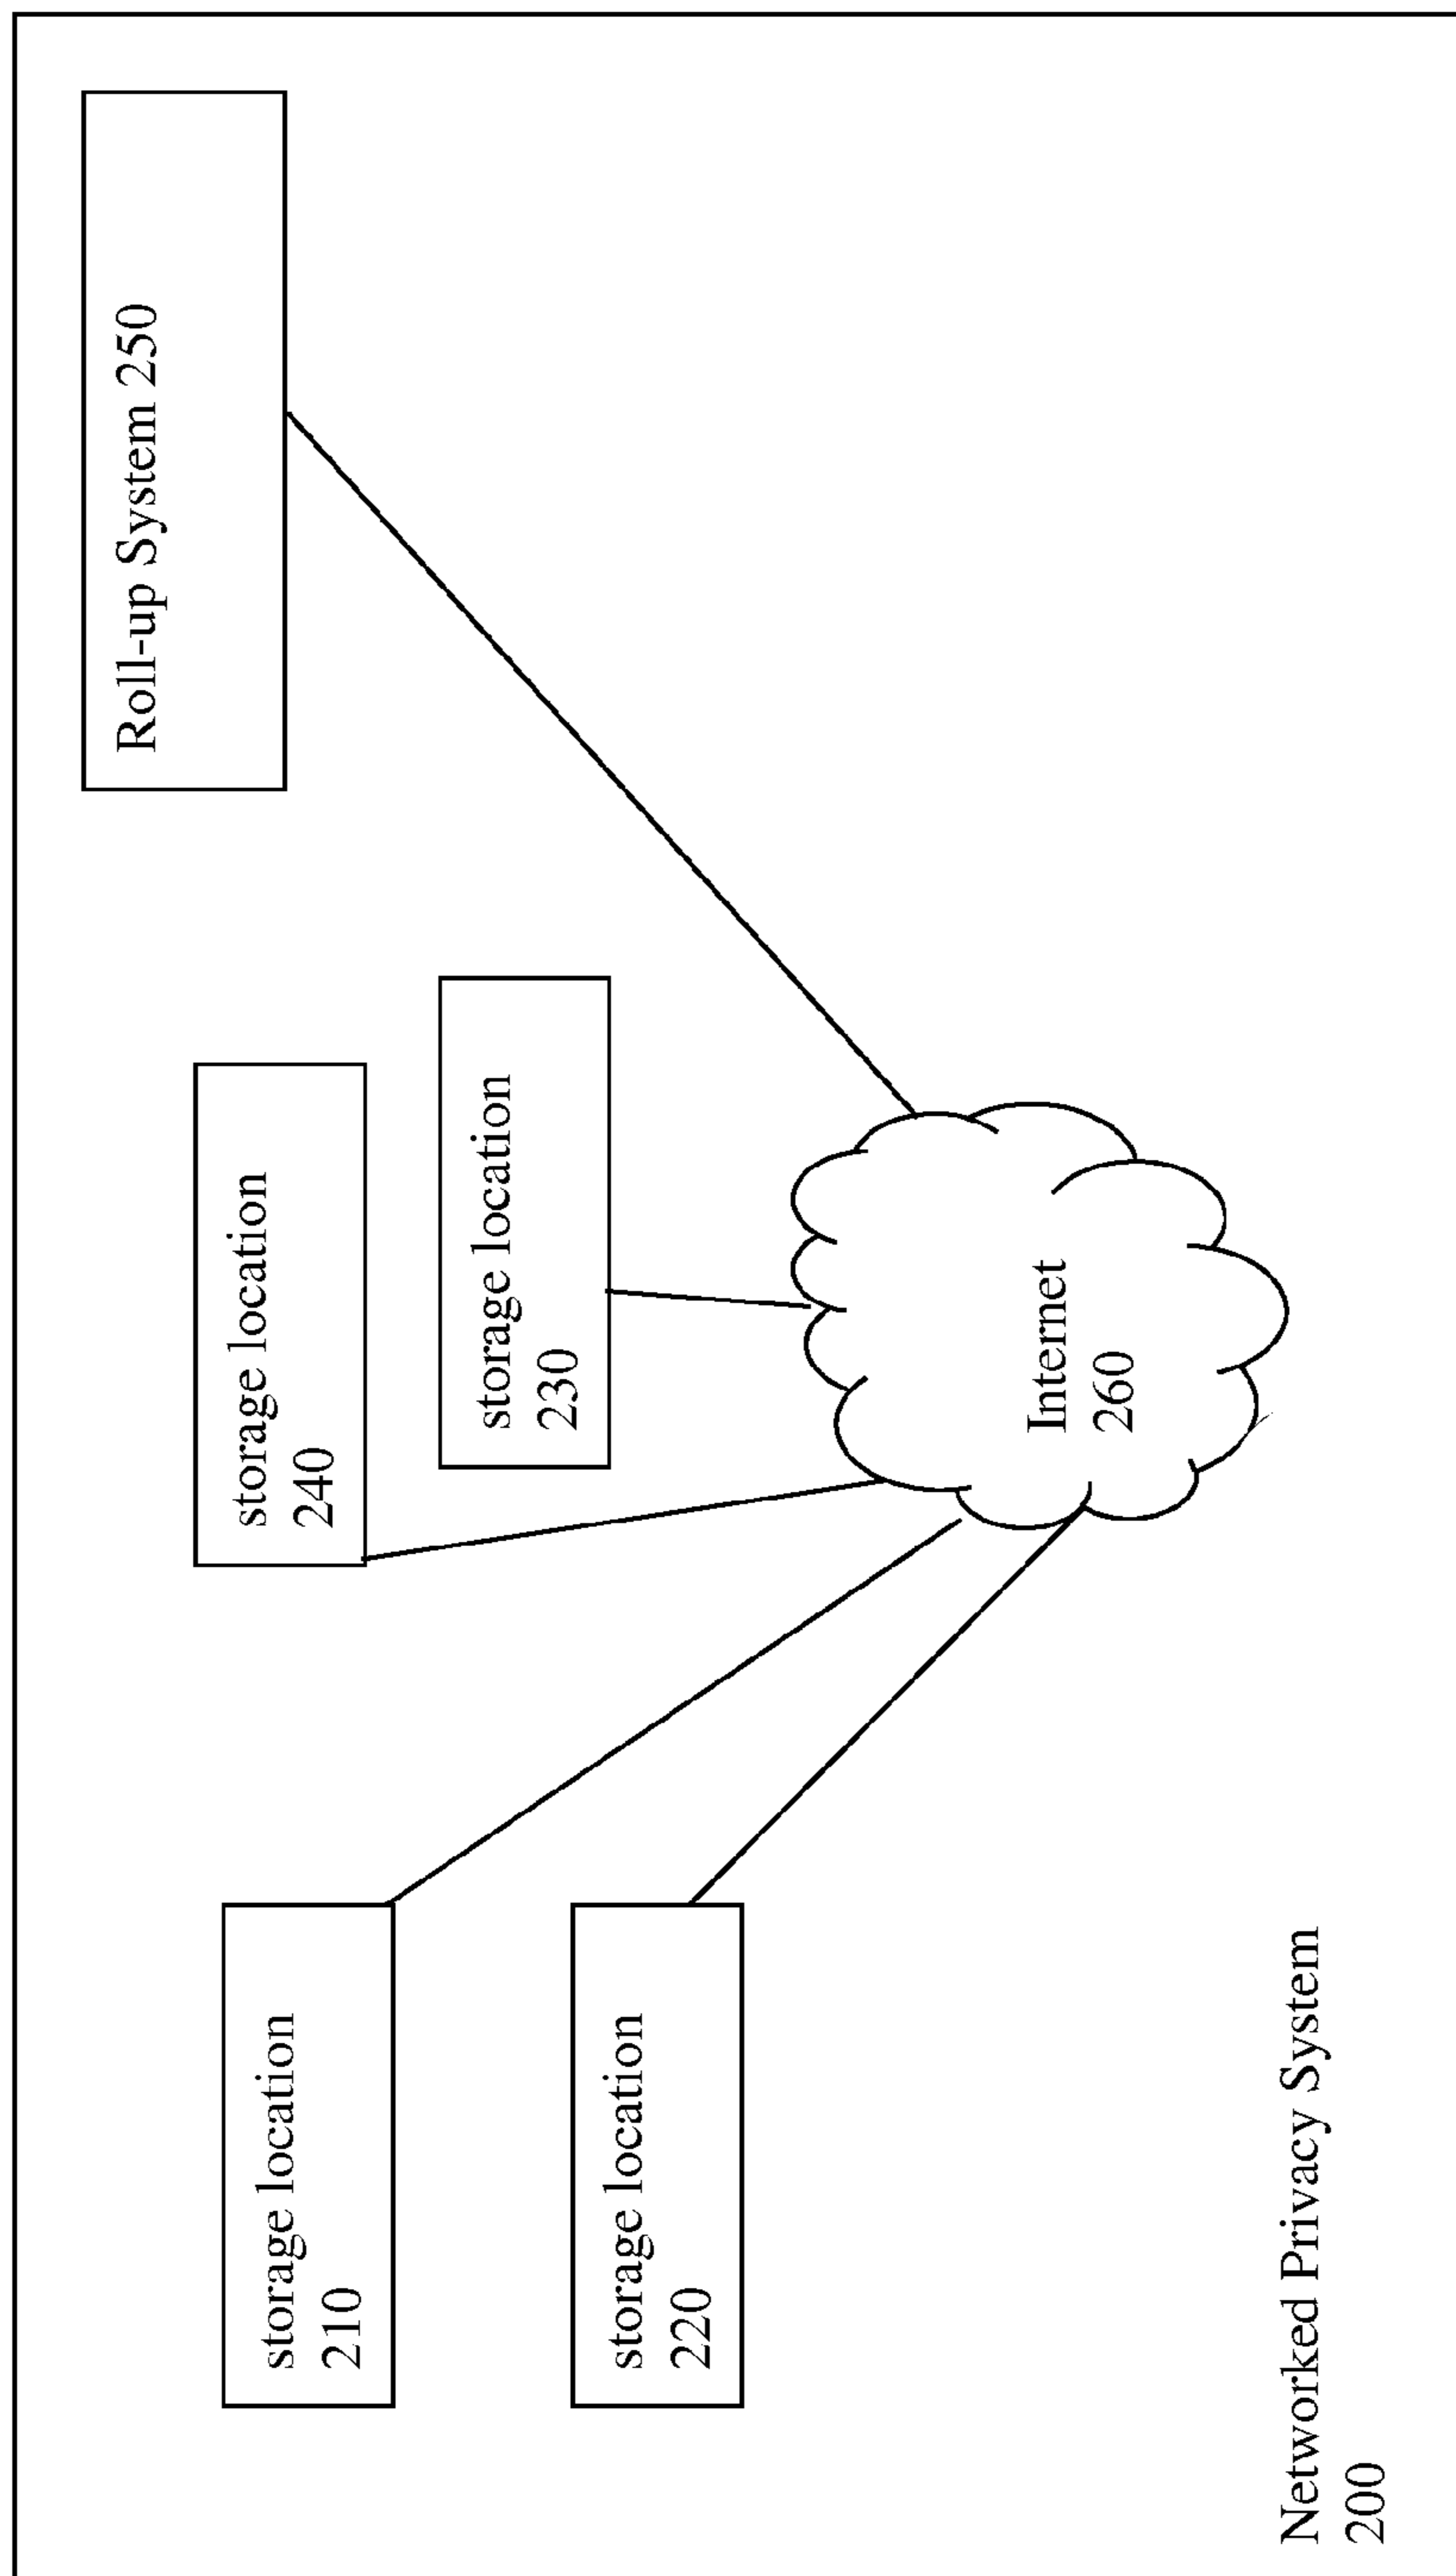 Roll-up System 250
storage location
240
storage location
230
storage location
210
storage location
220
Internet
260
Networked Privacy System
200